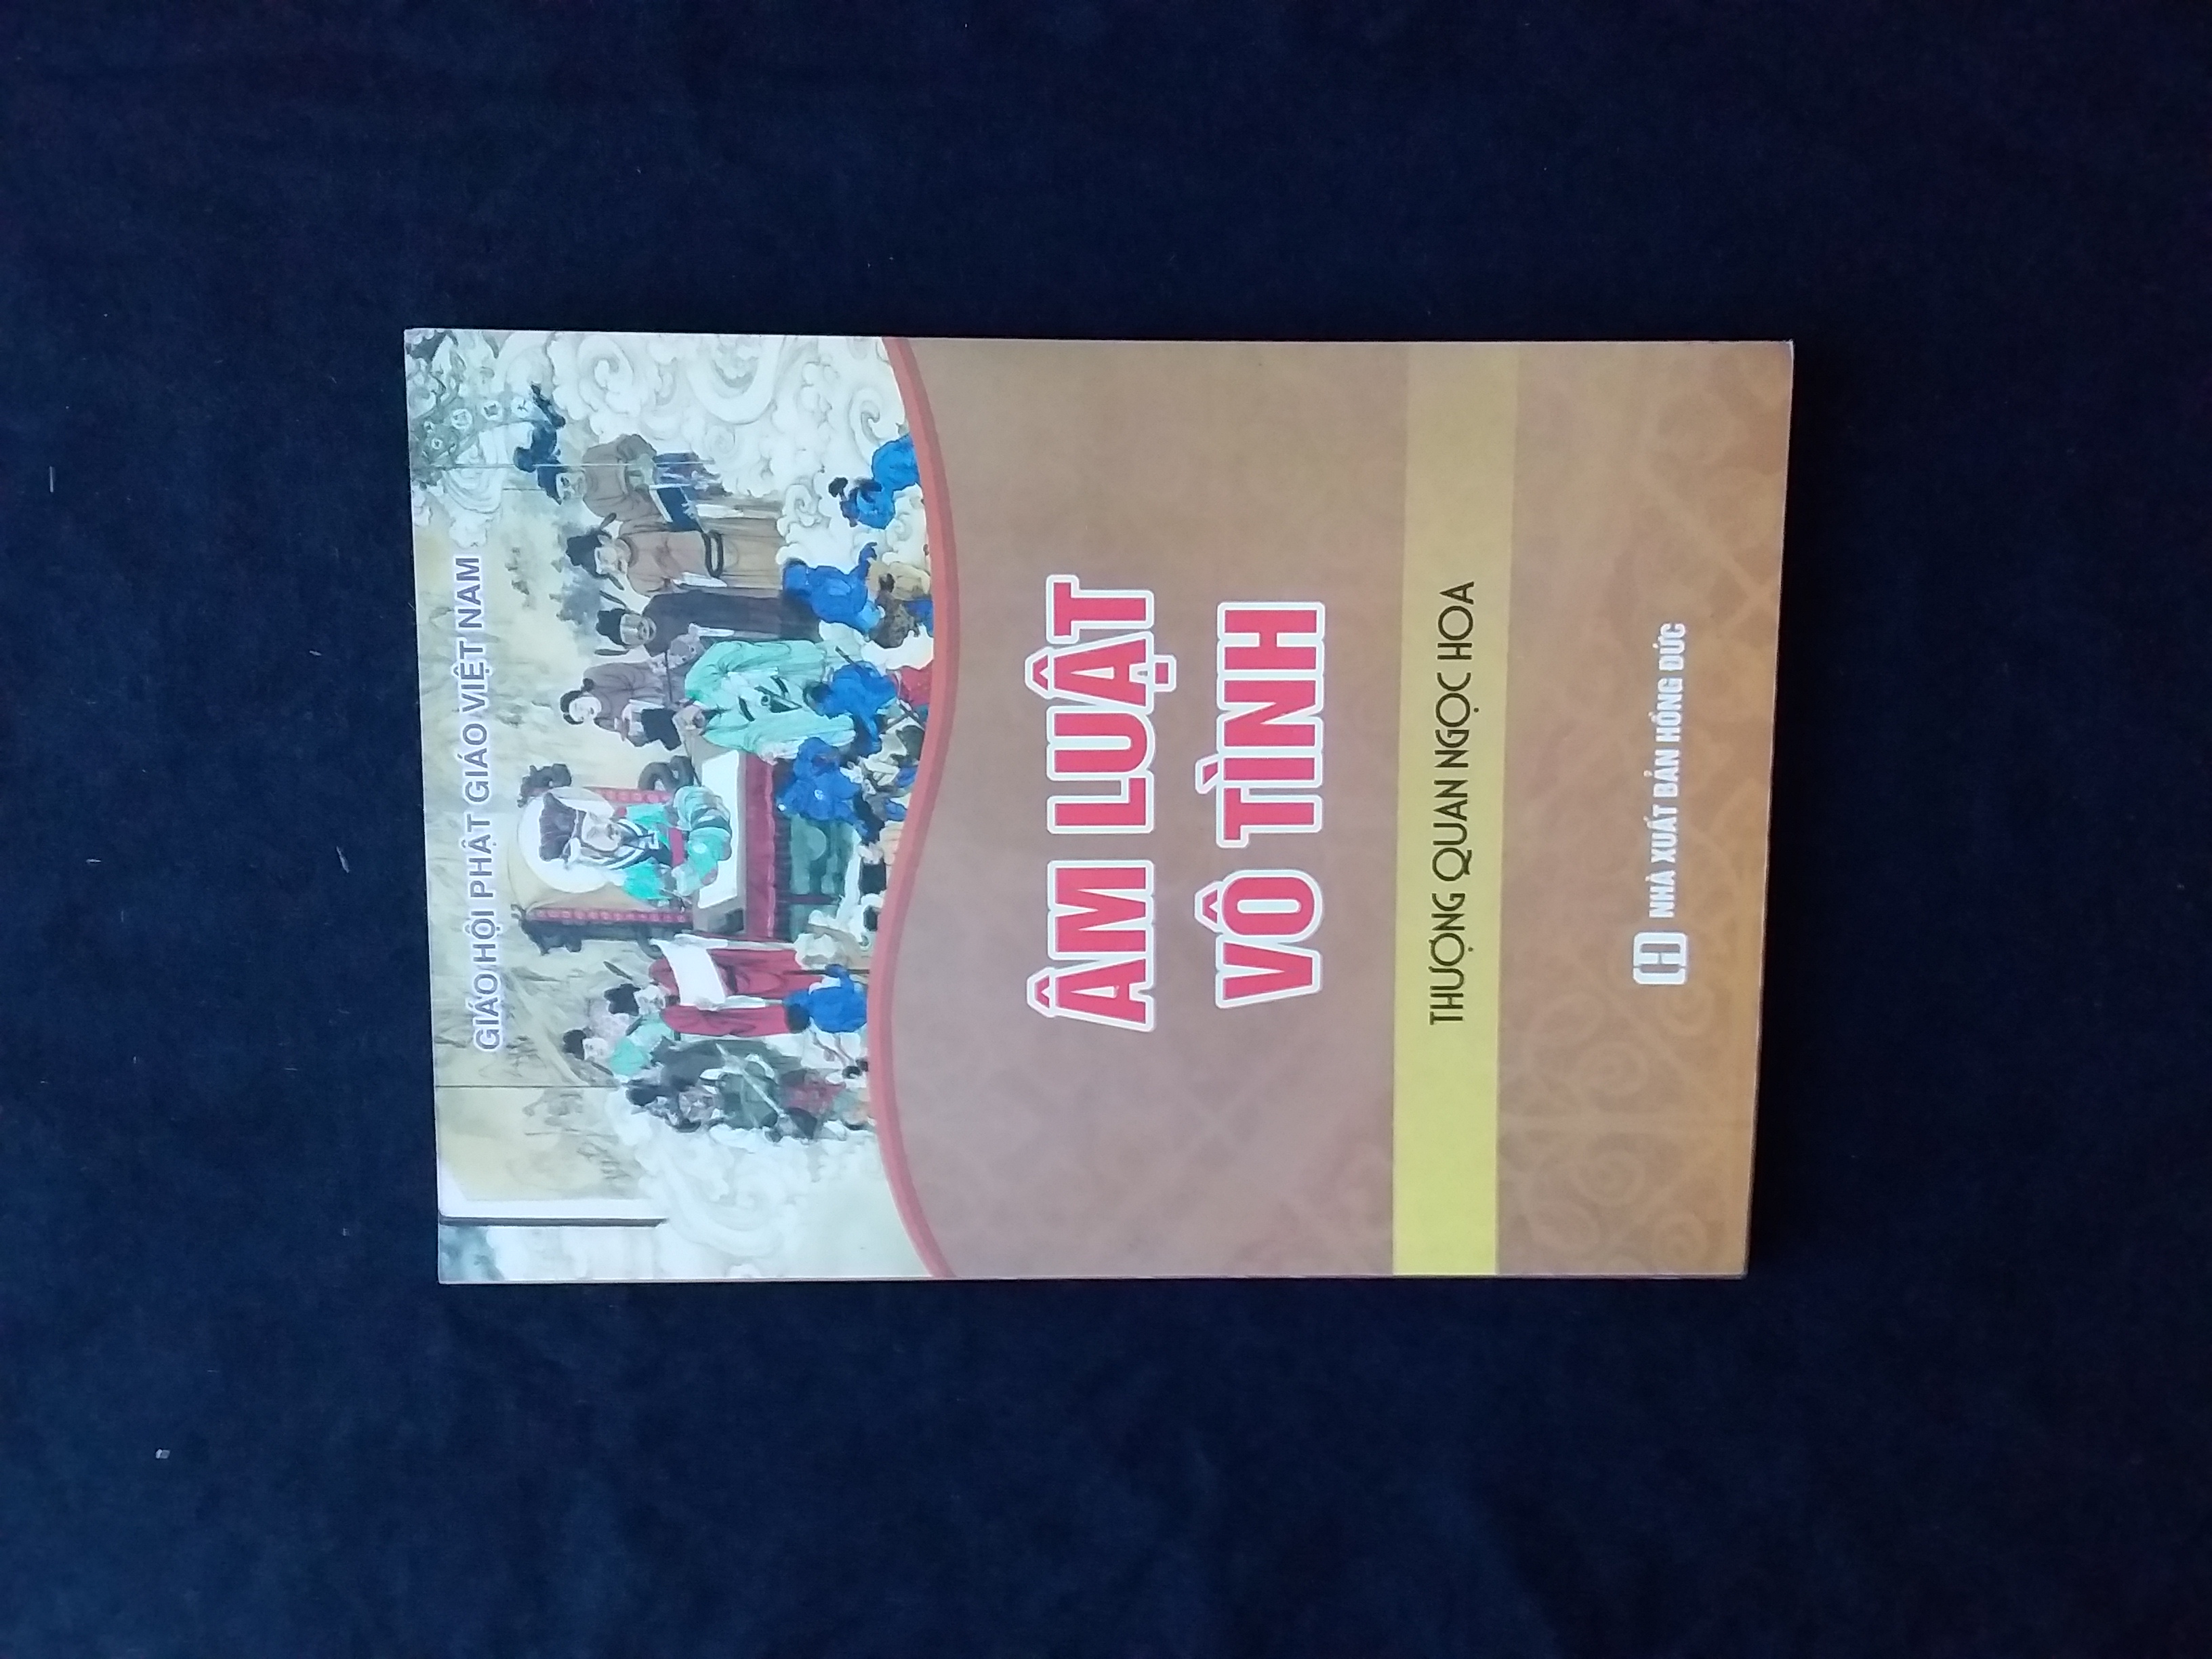 GIÁO HỘI PHẬT GIÁO VIỆT NAM
ÂM LUẬT
VÔ TÌNH
THƯỢNG QUAN NGỌC HOA
NHÀ XUẤT BẢN HỒNG ĐỨC